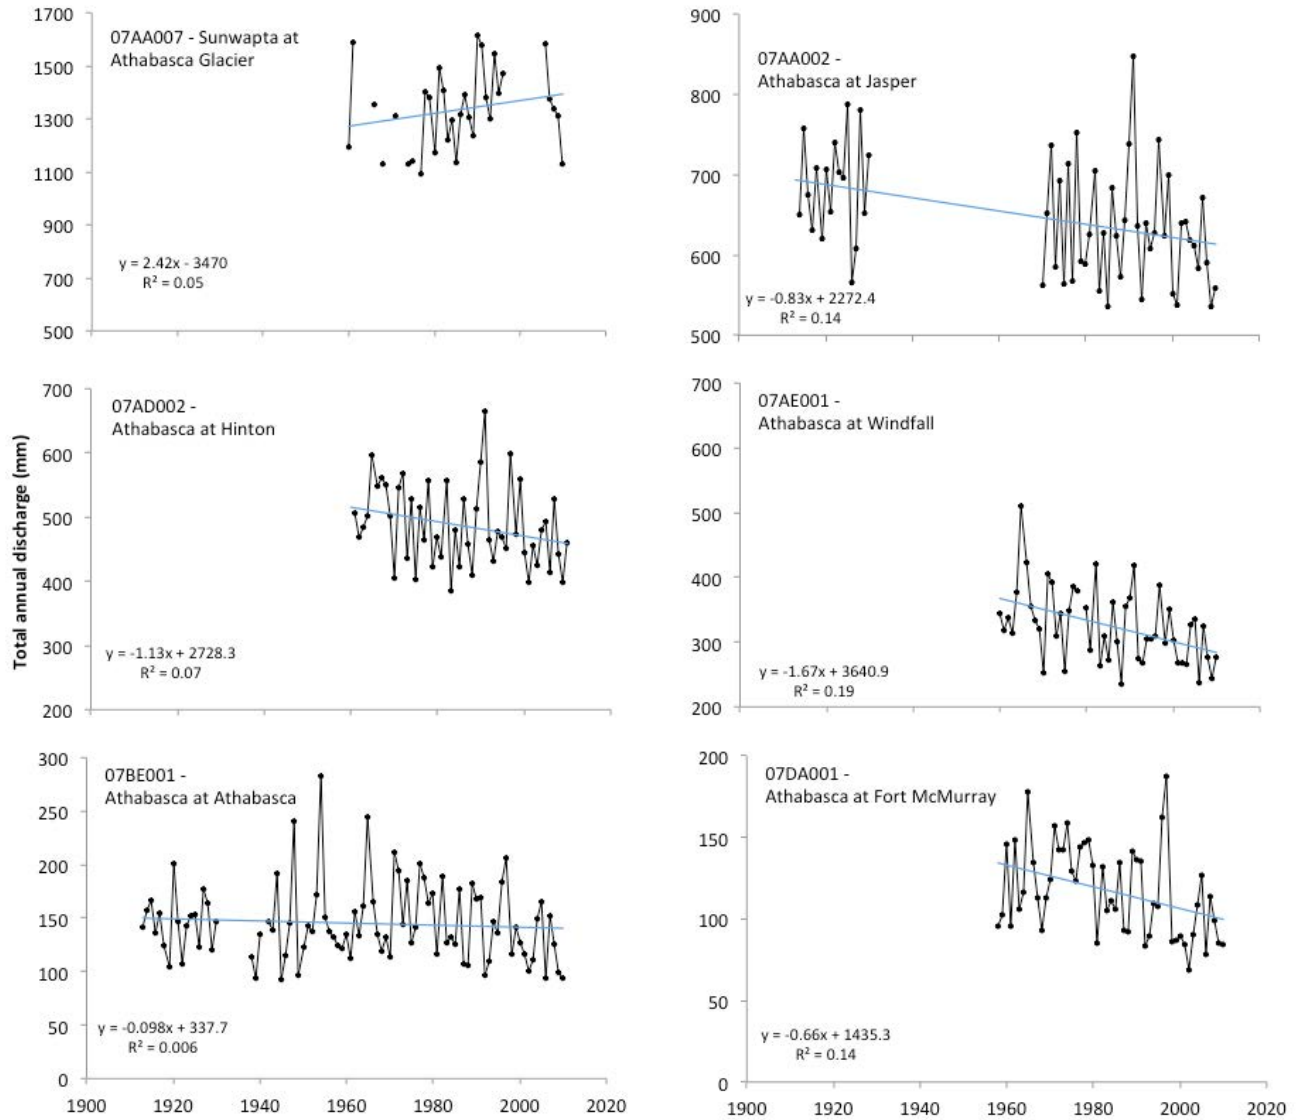 Total annual discharge (mm)
1700
1500
1300
1100
900
700
500
07AA007 - Sunwapta at
Athabasca Glacier
y = 2.42x - 3470
R² = 0.05
900
800
700
600
500
07AA002 -
Athabasca at Jasper
y = -0.83x + 2272.4
R² = 0.14
700
600
500
400
300
200
07AD002 -
Athabasca at Hinton
y = -1.13x + 2728.3
R² = 0.07
700
600
500
400
300
200
07AE001 -
Athabasca at Windfall
y = -1.67x + 3640.9
R² = 0.19
300
250
200
150
100
50
0
07BE001 -
Athabasca at Athabasca
y = -0.098x + 337.7
R² = 0.006
1900 1920 1940 1960 1980 2000 2020
200
150
100
50
0
07DA001 -
Athabasca at Fort McMurray
y = -0.66x + 1435.3
R² = 0.14
1900 1920 1940 1960 1980 2000 2020